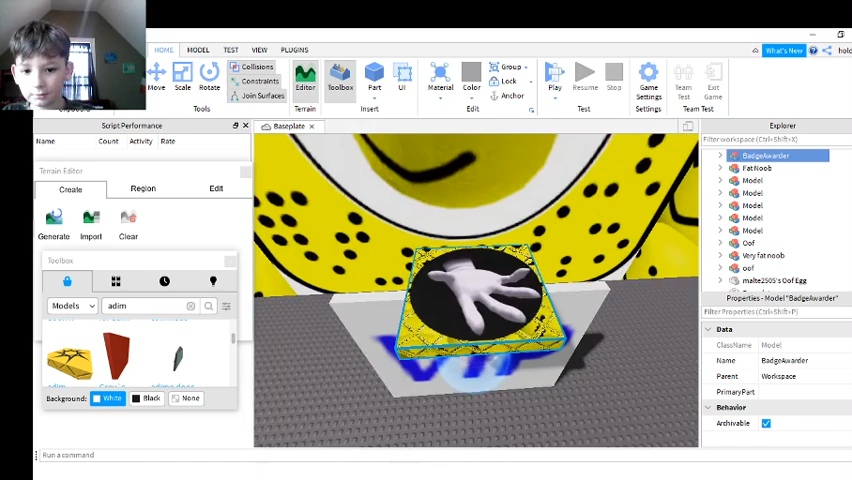 HOME MODEL TEST VIEW PLUGINS
What's New
Move Scale Rotate
Collisions
Constraints
Join Surfaces
Tools
Editor
Terrain
Toolbox Part UI
Insert
Material Color
Group
Lock
Anchor
Edit
Play Resume Stop
Test
Game Settings
Settings
Team Test
Exit Game
Team Test
Script Performance
Name Count Activity Rate
Baseplate
Terrain Editor
Create Region Edit
Generate Import Clear
Toolbox
Models
adim
adim
Background: White Black None
Explorer
Filter workspace (Ctrl+Shift+X)
BadgeAwarder
Fat Noob
Model
Model
Model
Model
Model
Oof
Very fat noob
oof
malte2505's Oof Egg
Properties - Model "BadgeAwarder"
Filter Properties (Ctrl+Shift+P)
Data
ClassName Model
Name BadgeAwarder
Parent Workspace
PrimaryPart
Behavior
Archivable
Run a command